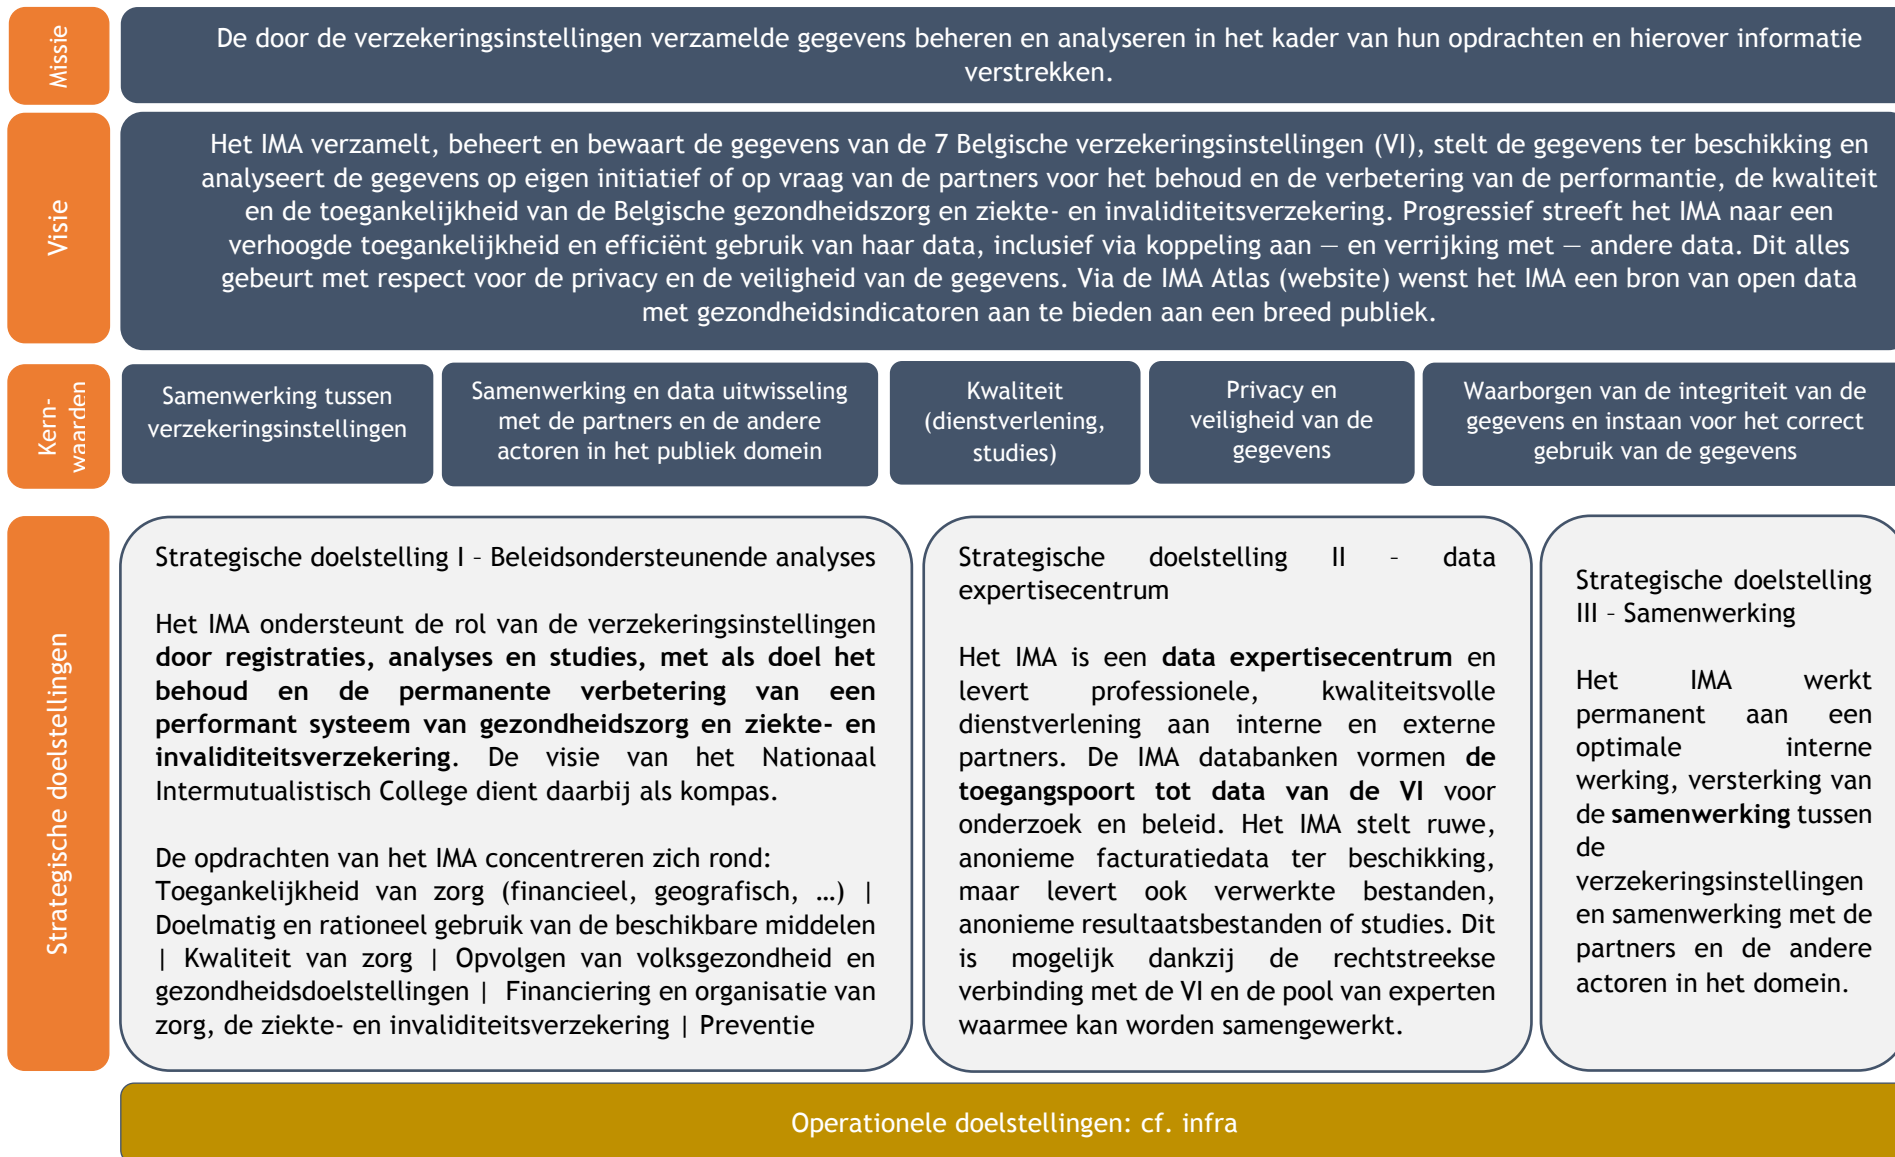 Missie
De door de verzekeringsinstellingen verzamelde gegevens beheren en analyseren in het kader van hun opdrachten en hierover informatie
verstrekken.
Visie
Het IMA verzamelt, beheert en bewaart de gegevens van de 7 Belgische verzekeringsinstellingen (VI), stelt de gegevens ter beschikking en
analyseert de gegevens op eigen initiatief of op vraag van de partners voor het behoud en de verbetering van de performantie, de kwaliteit
en de toegankelijkheid van de Belgische gezondheidszorg en ziekte- en invaliditeitsverzekering. Progressief streeft het IMA naar een
verhoogde toegankelijkheid en efficiënt gebruik van haar data, inclusief via koppeling aan — en verrijking met — andere data. Dit alles
gebeurt met respect voor de privacy en de veiligheid van de gegevens. Via de IMA Atlas (website) wenst het IMA een bron van open data
met gezondheidsindicatoren aan te bieden aan een breed publiek.
Kern-
waarden
Samenwerking tussen
verzekeringsinstellingen
Samenwerking en data uitwisseling
met de partners en de andere
actoren in het publiek domein
Kwaliteit
(dienstverlening,
studies)
Privacy en
veiligheid van de
gegevens
Waarborgen van de integriteit van de
gegevens en instaan voor het correct
gebruik van de gegevens
Strategische doelstellingen
Strategische doelstelling I – Beleidsondersteunende analyses
Het IMA ondersteunt de rol van de verzekeringsinstellingen
door registraties, analyses en studies, met als doel het
behoud en de permanente verbetering van een
performant systeem van gezondheidszorg en ziekte- en
invaliditeitsverzekering. De visie van het Nationaal
Intermutualistisch College dient daarbij als kompas.
De opdrachten van het IMA concentreren zich rond:
Toegankelijkheid van zorg (financieel, geografisch, …) |
Doelmatig en rationeel gebruik van de beschikbare middelen
| Kwaliteit van zorg | Opvolgen van volksgezondheid en
gezondheidsdoelstellingen | Financiering en organisatie van
zorg, de ziekte- en invaliditeitsverzekering | Preventie
Strategische doelstelling II – data
expertisecentrum
Het IMA is een data expertisecentrum en
levert professionele, kwaliteitsvolle
dienstverlening aan interne en externe
partners. De IMA databanken vormen de
toegangspoort tot data van de VI voor
onderzoek en beleid. Het IMA stelt ruwe,
anonieme facturatiedata ter beschikking,
maar levert ook verwerkte bestanden,
anonieme resultaatsbestanden of studies. Dit
is mogelijk dankzij de rechtstreekse
verbinding met de VI en de pool van experten
waarmee kan worden samengewerkt.
Strategische doelstelling
III – Samenwerking
Het IMA werkt
permanent aan een
optimale interne
werking, versterking van
de samenwerking tussen
de
verzekeringsinstellingen
en samenwerking met de
partners en de andere
actoren in het domein.
Operationele doelstellingen: cf. infra